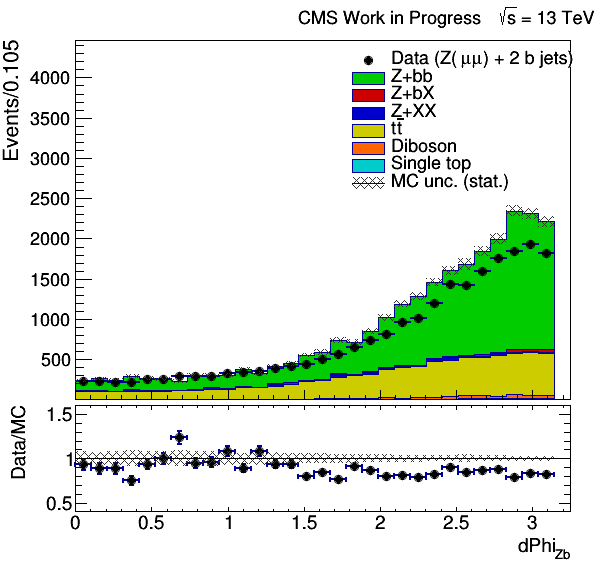 CMS Work in Progress √s = 13 TeV
Events/0.105
4000
3500
3000
2500
2000
1500
1000
500
Data (Z(μμ) + 2 b jets)
Z+bb
Z+bX
Z+XX
tt̄
Diboson
Single top
MC unc. (stat.)
Data/MC
1.5
1
0.5
0 0.5 1 1.5 2 2.5 3
dPhi_Zb